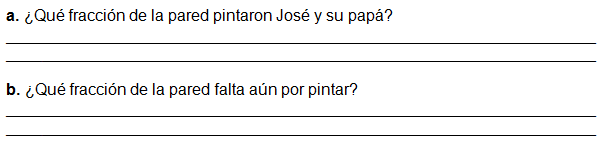 a. ¿Qué fracción de la pared pintaron José y su papá?
b. ¿Qué fracción de la pared falta aún por pintar?